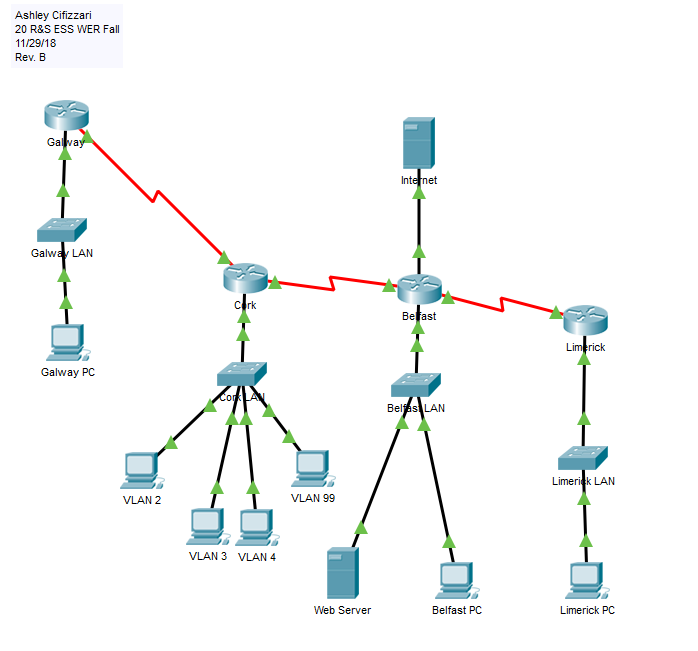 Ashley Cifizzari
20 R&S ESS WER Fall
11/29/18
Rev. B
Galway
Internet
Galway LAN
Cork
Belfast
Limerick
Galway PC
Cork LAN
Belfast LAN
Limerick LAN
VLAN 2
VLAN 99
VLAN 3
VLAN 4
Web Server
Belfast PC
Limerick PC